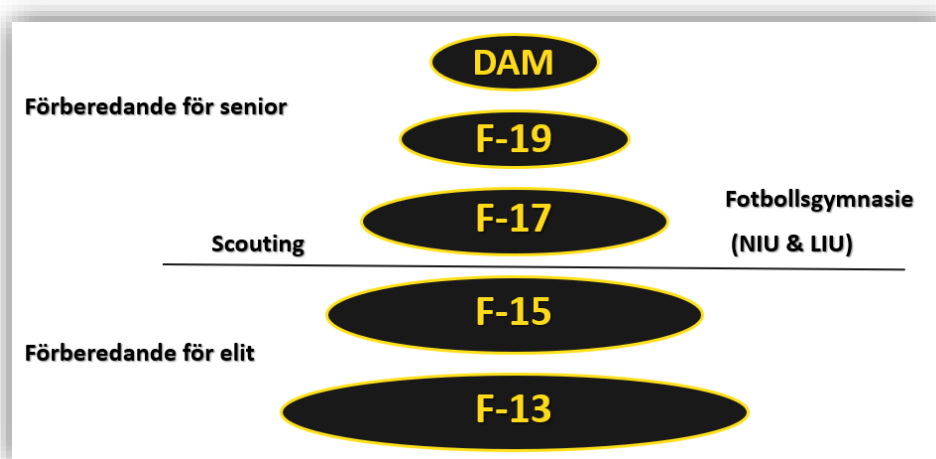 DAM
Förberedande för senior
F-19
F-17
Fotbollsgymnasie
(NIU & LIU)
Scouting
F-15
Förberedande för elit
F-13